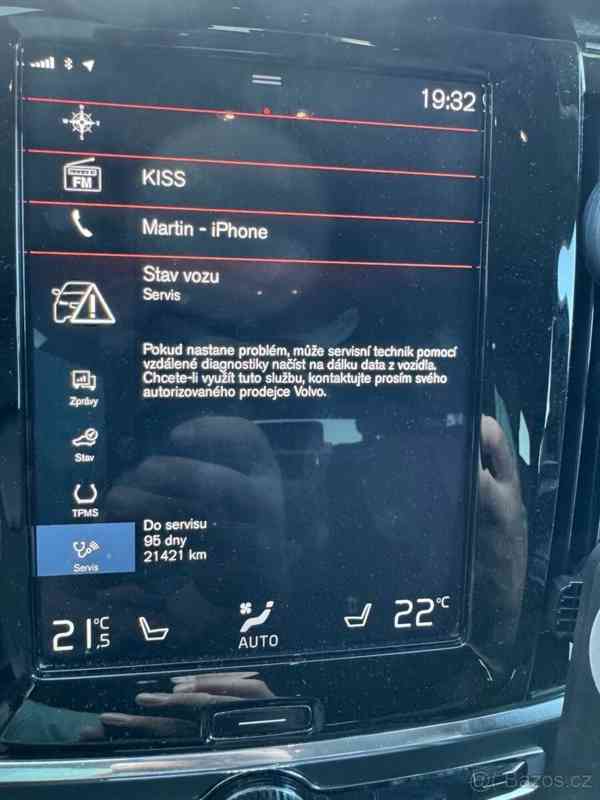 19:32
FM
KISS
Martin - iPhone
Stav vozu
Servis
Pokud nastane problém, může servisní technik pomocí
vzdálené diagnostiky načíst na dálku data z vozidla.
Chcete-li využít tuto službu, kontaktujte prosím svého
autorizovaného prodejce Volvo.
Zprávy
Stav
TPMS
Do servisu
95 dny
21421 km
Servis
21,5 °C
AUTO
22 °C
Bazos.cz